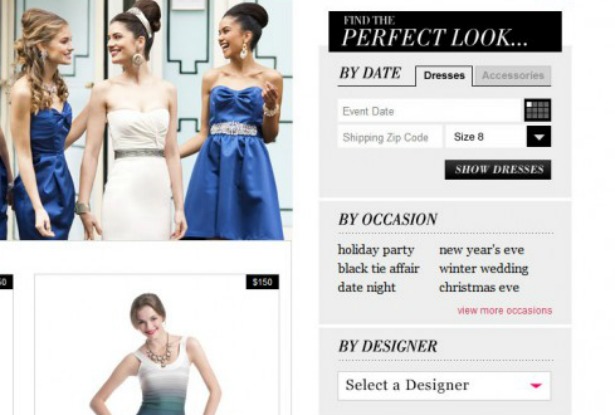 FIND THE
PERFECT LOOK...
BY DATE Dresses Accessories
Event Date
Shipping Zip Code Size 8
SHOW DRESSES
BY OCCASION
holiday party new year's eve
black tie affair winter wedding
date night christmas eve
view more occasions
BY DESIGNER
Select a Designer
$150